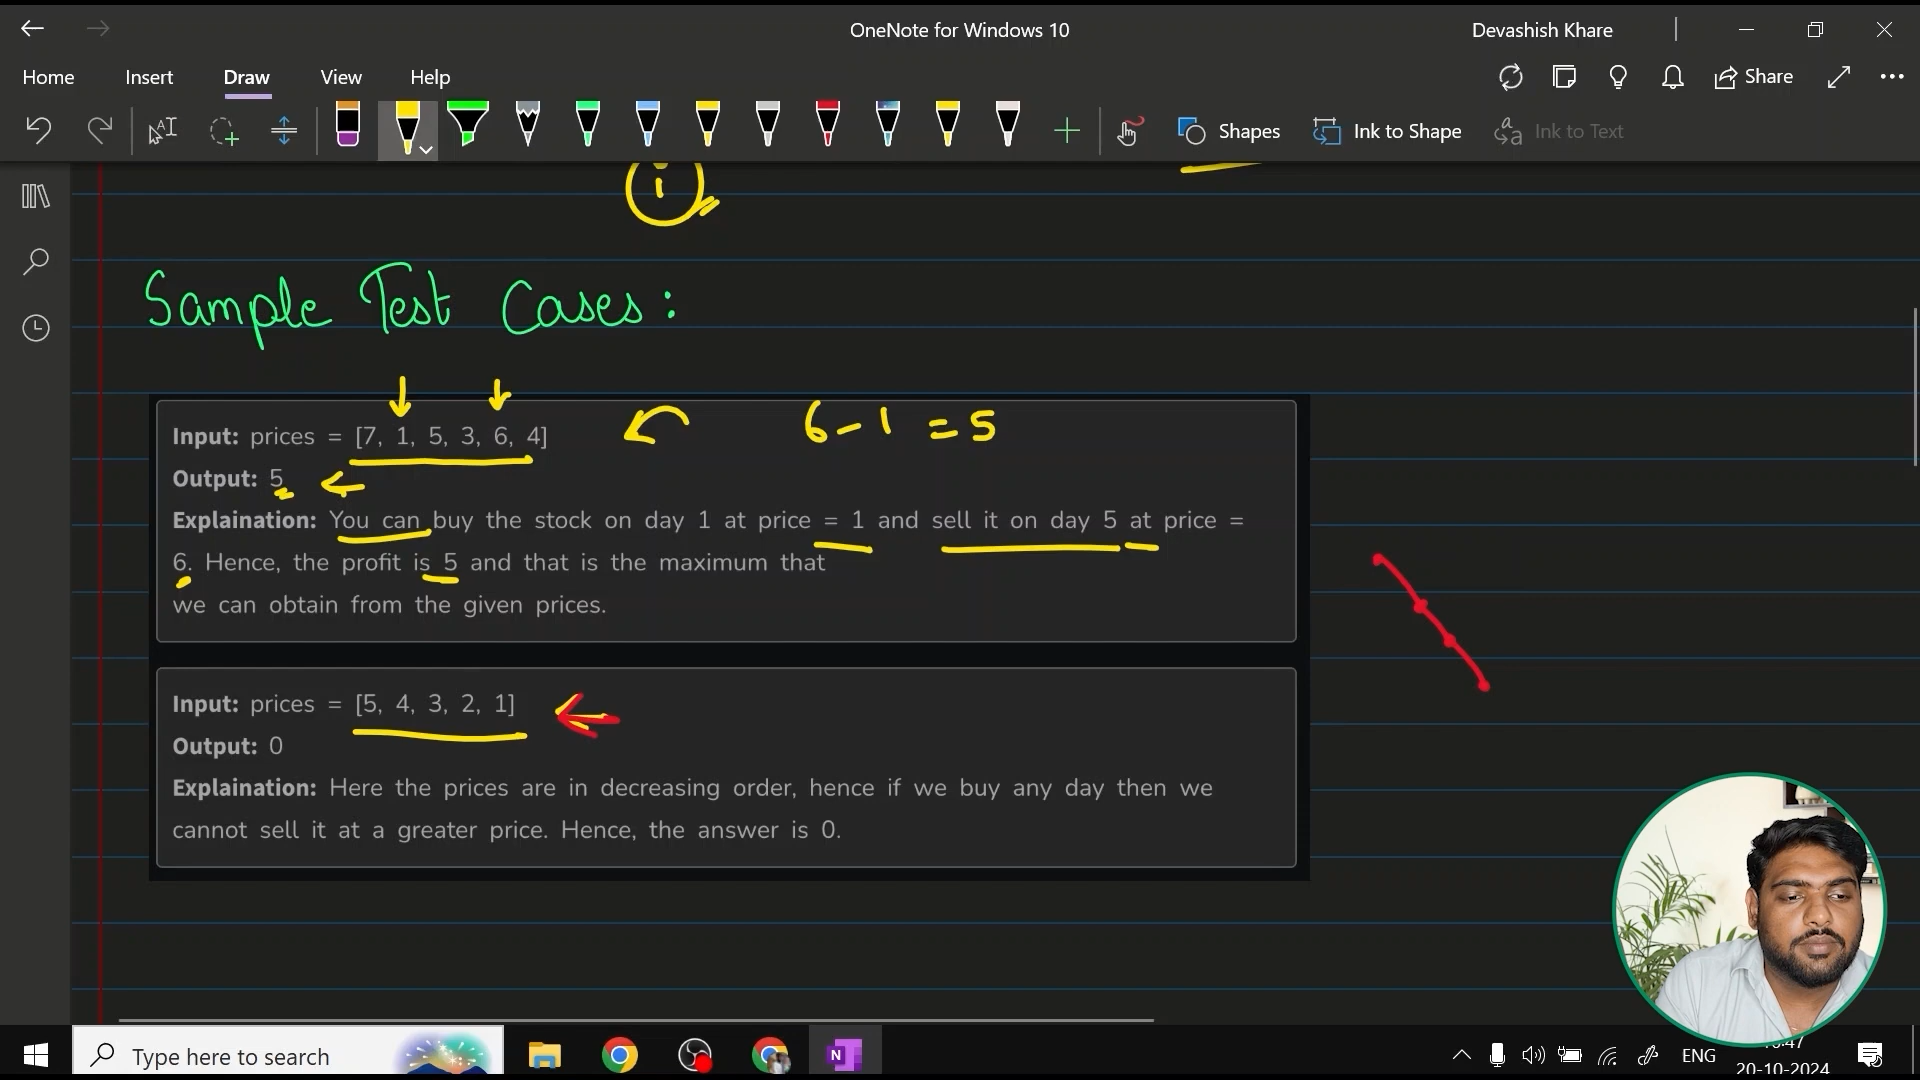 OneNote for Windows 10
Devashish Khare
Home Insert Draw View Help
Share
Shapes Ink to Shape Ink to Text
i
Sample Test Cases:
Input: prices = [7, 1, 5, 3, 6, 4]
6 - 1 = 5
Output: 5
Explaination: You can buy the stock on day 1 at price = 1 and sell it on day 5 at price =
6. Hence, the profit is 5 and that is the maximum that
we can obtain from the given prices.
Input: prices = [5, 4, 3, 2, 1]
Output: 0
Explaination: Here the prices are in decreasing order, hence if we buy any day then we
cannot sell it at a greater price. Hence, the answer is 0.
Type here to search
N
ENG
20-10-2024